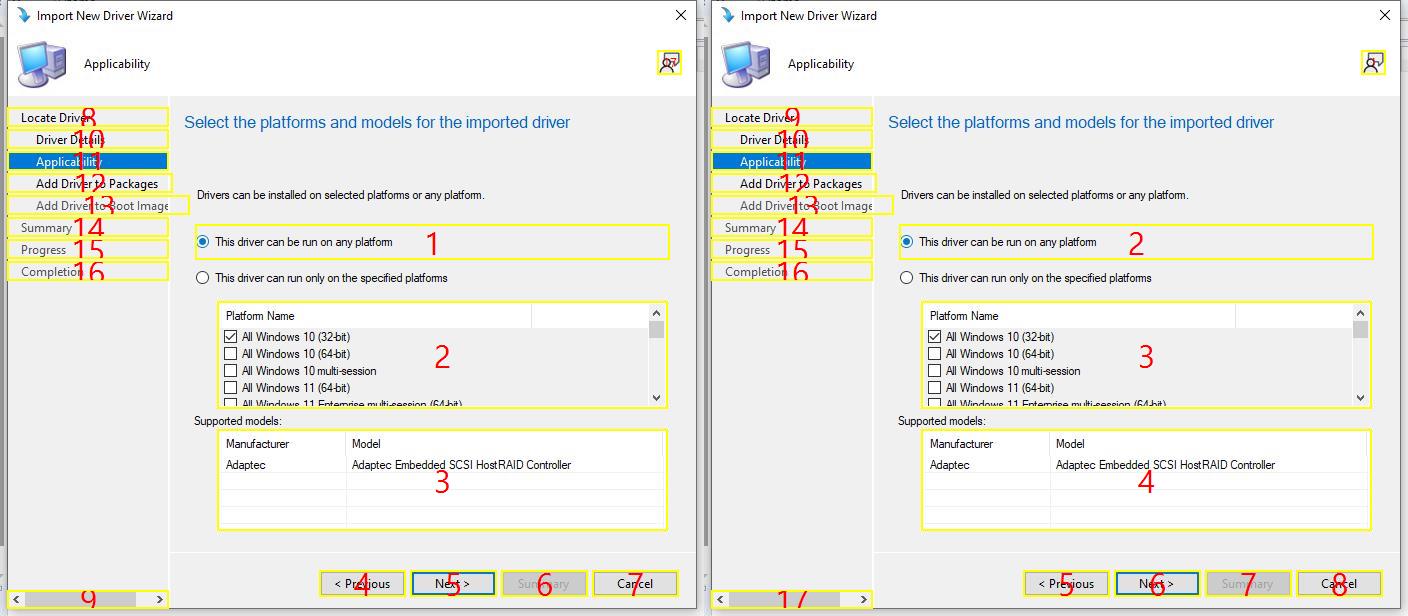 Import New Driver Wizard
Applicability
Locate Driver
8
Driver Details
10
Applicability
11
Add Driver to Packages
12
Add Driver to Boot Image
13
Summary
14
Progress
15
Completion
16
9
Select the platforms and models for the imported driver
Drivers can be installed on selected platforms or any platform.
This driver can be run on any platform
1
This driver can run only on the specified platforms
Platform Name
All Windows 10 (32-bit)
All Windows 10 (64-bit)
2
All Windows 10 multi-session
All Windows 11 (64-bit)
All Windows 11 Enterprise multi-session (64-bit)
Supported models:
Manufacturer Model
Adaptec Adaptec Embedded SCSI HostRAID Controller
3
< Previous
4
Next >
5
Summary
6
Cancel
7
Import New Driver Wizard
Applicability
1
Locate Driver
9
Driver Details
10
Applicability
11
Add Driver to Packages
12
Add Driver to Boot Image
13
Summary
14
Progress
15
Completion
16
17
Select the platforms and models for the imported driver
Drivers can be installed on selected platforms or any platform.
This driver can be run on any platform
2
This driver can run only on the specified platforms
Platform Name
All Windows 10 (32-bit)
All Windows 10 (64-bit)
3
All Windows 10 multi-session
All Windows 11 (64-bit)
All Windows 11 Enterprise multi-session (64-bit)
Supported models:
Manufacturer Model
Adaptec Adaptec Embedded SCSI HostRAID Controller
4
< Previous
5
Next >
6
Summary
7
Cancel
8